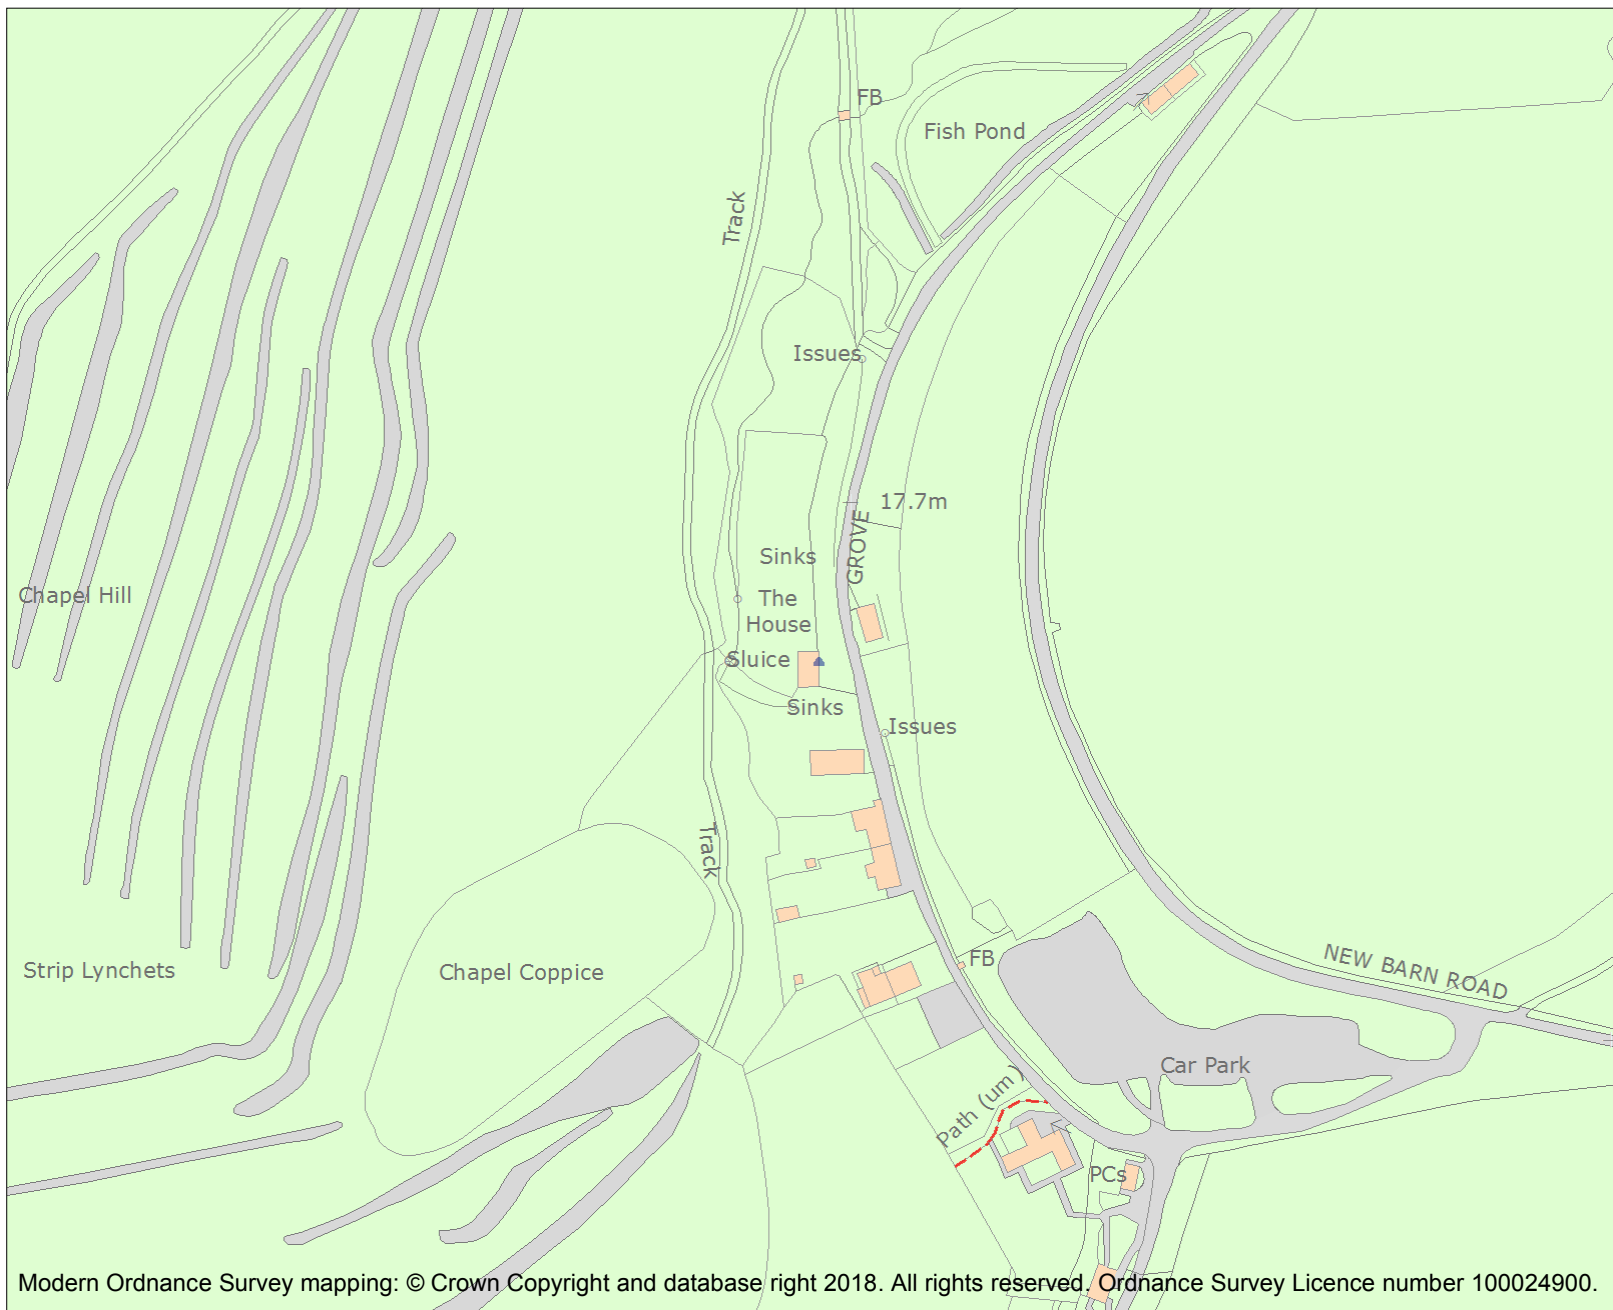 FB
Fish Pond
Track
Issues
17.7m
GROVE
Sinks
Chapel Hill
The
House
Sluice
Sinks
Issues
Track
Strip Lynchets
Chapel Coppice
FB
NEW BARN ROAD
Car Park
Path (um)
PCs
Modern Ordnance Survey mapping: © Crown Copyright and database right 2018. All rights reserved. Ordnance Survey Licence number 100024900.